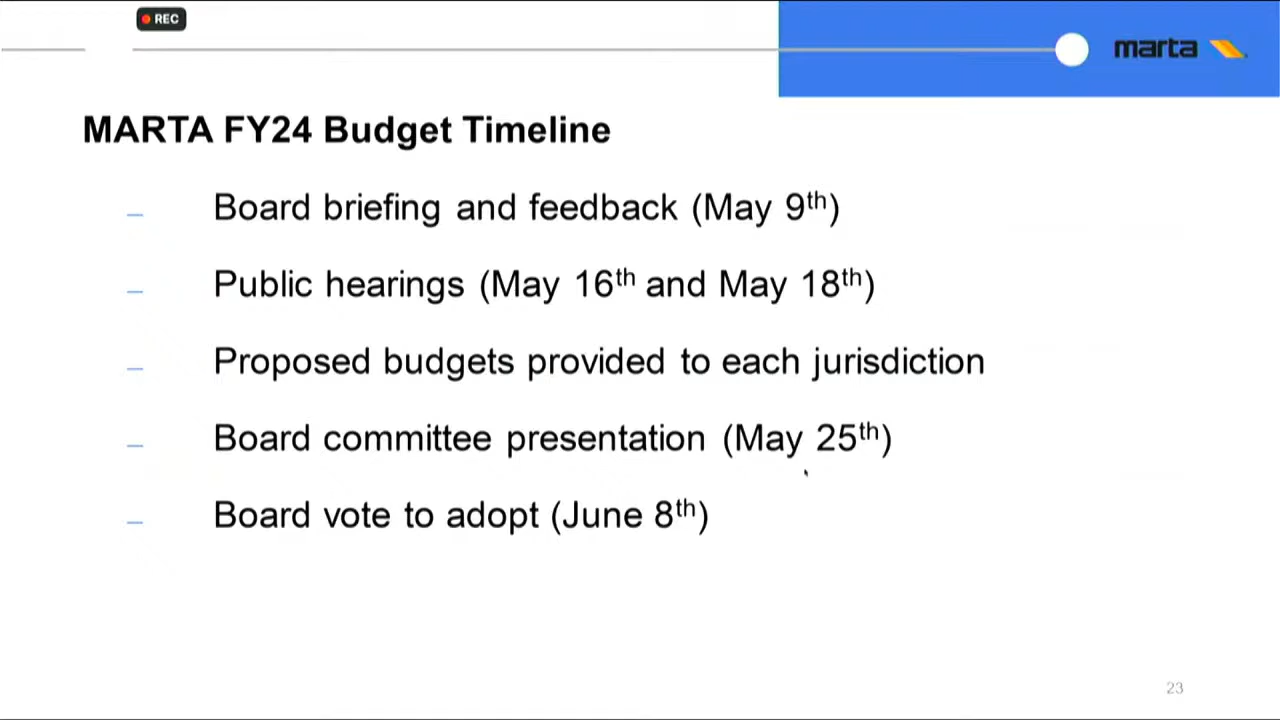 REC
marta
MARTA FY24 Budget Timeline
– Board briefing and feedback (May 9th)
– Public hearings (May 16th and May 18th)
– Proposed budgets provided to each jurisdiction
– Board committee presentation (May 25th)
– Board vote to adopt (June 8th)
23